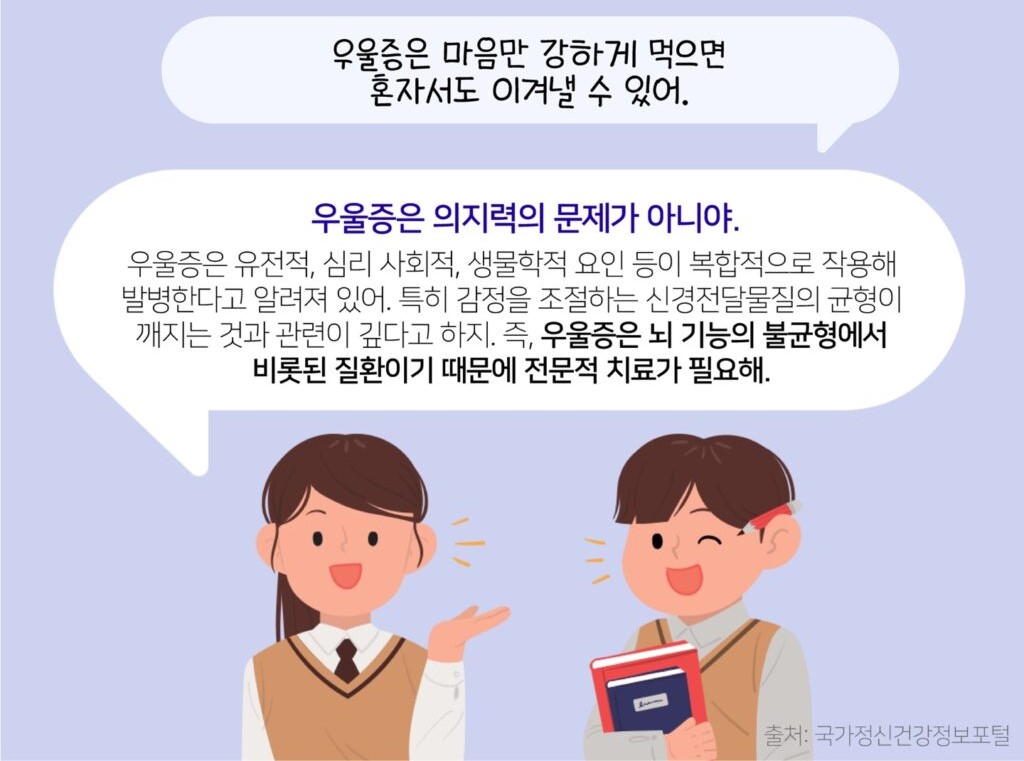 우울증은 마음만 강하게 먹으면
혼자서도 이겨낼 수 있어.
우울증은 의지력의 문제가 아니야.
우울증은 유전적, 심리 사회적, 생물학적 요인 등이 복합적으로 작용해
발병한다고 알려져 있어. 특히 감정을 조절하는 신경전달물질의 균형이
깨지는 것과 관련이 깊다고 하지. 즉, 우울증은 뇌 기능의 불균형에서
비롯된 질환이기 때문에 전문적 치료가 필요해.
출처: 국가정신건강정보포털